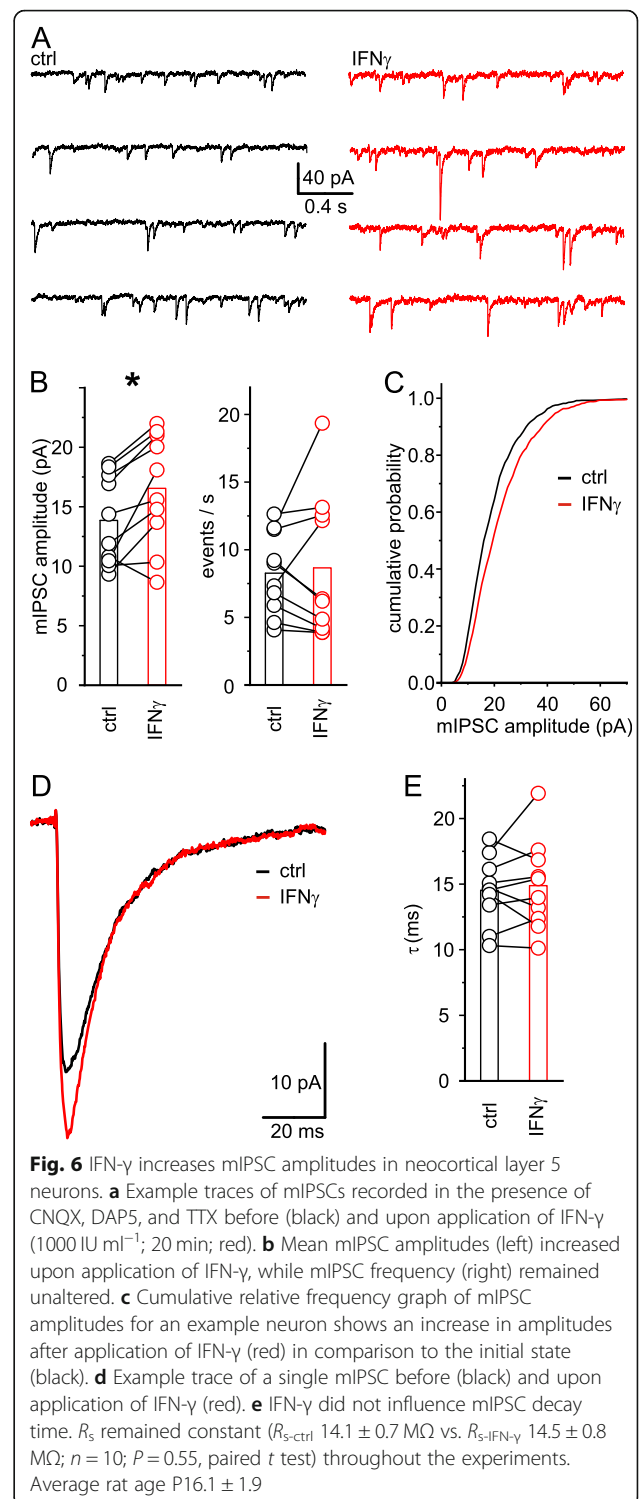 A
ctrl
IFNγ
40 pA
0.4 s
B
*
mIPSC amplitude (pA)
20
15
10
5
0
ctrl
IFNγ
events / s
20
15
10
5
0
ctrl
IFNγ
C
cumulative probability
1.0
0.8
0.6
0.4
0.2
0.0
ctrl
IFNγ
0
20
40
60
mIPSC amplitude (pA)
D
ctrl
IFNγ
10 pA
20 ms
E
τ (ms)
20
15
10
5
0
ctrl
IFNγ
Fig. 6 IFN-γ increases mIPSC amplitudes in neocortical layer 5
neurons. a Example traces of mIPSCs recorded in the presence of
CNQX, DAP5, and TTX before (black) and upon application of IFN-γ
(1000 IU ml⁻¹; 20 min; red). b Mean mIPSC amplitudes (left) increased
upon application of IFN-γ, while mIPSC frequency (right) remained
unaltered. c Cumulative relative frequency graph of mIPSC
amplitudes for an example neuron shows an increase in amplitudes
after application of IFN-γ (red) in comparison to the initial state
(black). d Example trace of a single mIPSC before (black) and upon
application of IFN-γ (red). e IFN-γ did not influence mIPSC decay
time. Rs remained constant (Rs-ctrl 14.1 ± 0.7 MΩ vs. Rs-IFN-γ 14.5 ± 0.8
MΩ; n = 10; P = 0.55, paired t test) throughout the experiments.
Average rat age P16.1 ± 1.9